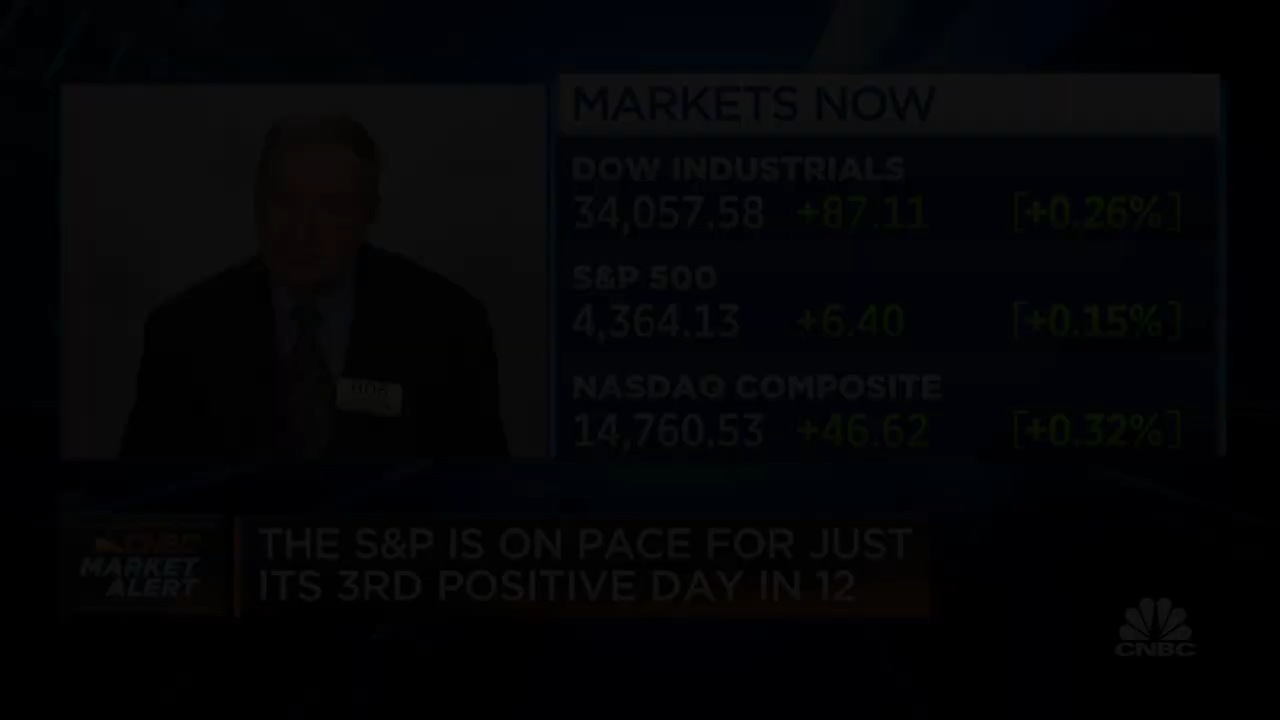 MARKETS NOW
DOW INDUSTRIALS
34,057.58 +87.11 [+0.26%]
S&P 500
4,364.13 +6.40 [+0.15%]
NASDAQ COMPOSITE
14,760.53 +46.62 [+0.32%]
CNBC
MARKET
ALERT
THE S&P IS ON PACE FOR JUST
ITS 3RD POSITIVE DAY IN 12
CNBC